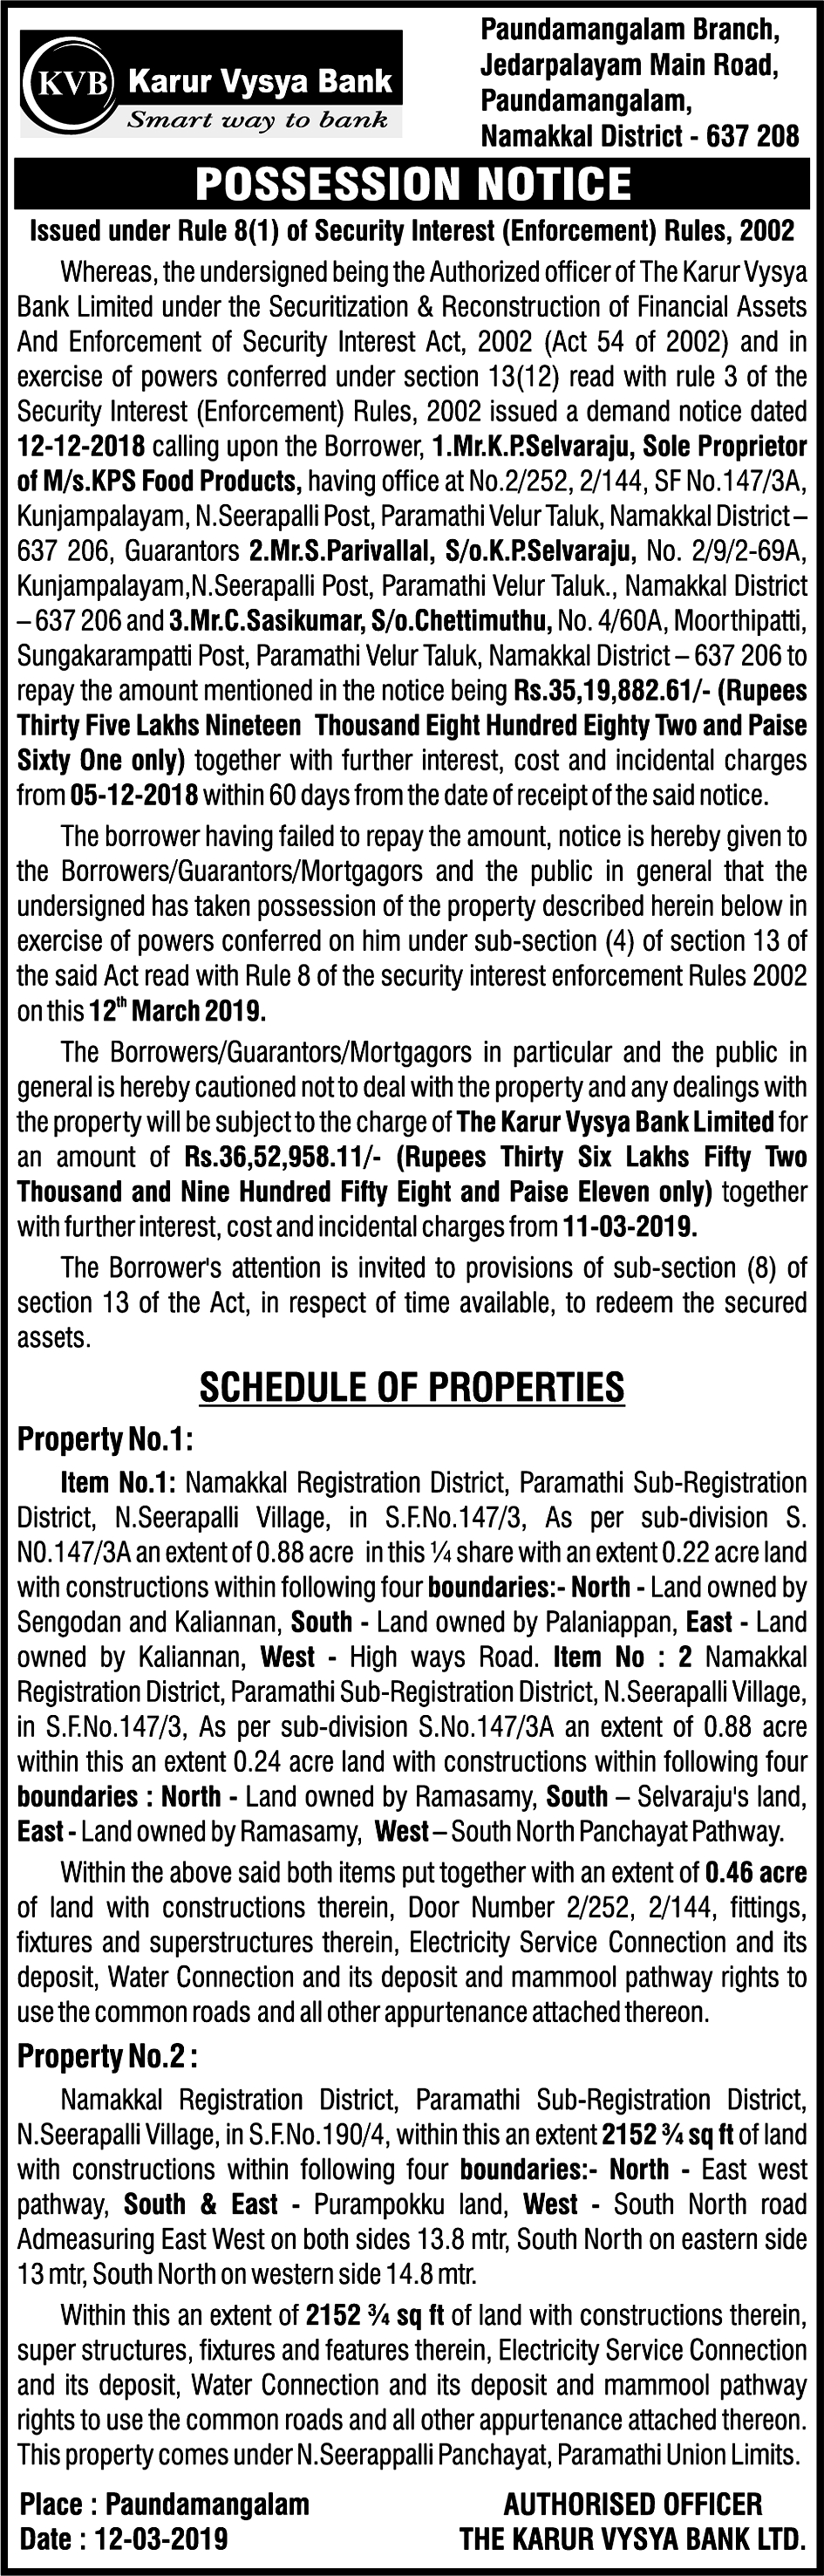 Paundamangalam Branch,
Jedarpalayam Main Road,
Paundamangalam,
Namakkal District - 637 208
KVB Karur Vysya Bank
Smart way to bank
POSSESSION NOTICE
Issued under Rule 8(1) of Security Interest (Enforcement) Rules, 2002
Whereas, the undersigned being the Authorized officer of The Karur Vysya
Bank Limited under the Securitization & Reconstruction of Financial Assets
And Enforcement of Security Interest Act, 2002 (Act 54 of 2002) and in
exercise of powers conferred under section 13(12) read with rule 3 of the
Security Interest (Enforcement) Rules, 2002 issued a demand notice dated
12-12-2018 calling upon the Borrower, 1.Mr.K.P.Selvaraju, Sole Proprietor
of M/s.KPS Food Products, having office at No.2/252, 2/144, SF No.147/3A,
Kunjampalayam, N.Seerapalli Post, Paramathi Velur Taluk, Namakkal District –
637 206, Guarantors 2.Mr.S.Parivallal, S/o.K.P.Selvaraju, No. 2/9/2-69A,
Kunjampalayam,N.Seerapalli Post, Paramathi Velur Taluk., Namakkal District
– 637 206 and 3.Mr.C.Sasikumar, S/o.Chettimuthu, No. 4/60A, Moorthipatti,
Sungakarampatti Post, Paramathi Velur Taluk, Namakkal District – 637 206 to
repay the amount mentioned in the notice being Rs.35,19,882.61/- (Rupees
Thirty Five Lakhs Nineteen Thousand Eight Hundred Eighty Two and Paise
Sixty One only) together with further interest, cost and incidental charges
from 05-12-2018 within 60 days from the date of receipt of the said notice.
The borrower having failed to repay the amount, notice is hereby given to
the Borrowers/Guarantors/Mortgagors and the public in general that the
undersigned has taken possession of the property described herein below in
exercise of powers conferred on him under sub-section (4) of section 13 of
the said Act read with Rule 8 of the security interest enforcement Rules 2002
on this 12th March 2019.
The Borrowers/Guarantors/Mortgagors in particular and the public in
general is hereby cautioned not to deal with the property and any dealings with
the property will be subject to the charge of The Karur Vysya Bank Limited for
an amount of Rs.36,52,958.11/- (Rupees Thirty Six Lakhs Fifty Two
Thousand and Nine Hundred Fifty Eight and Paise Eleven only) together
with further interest, cost and incidental charges from 11-03-2019.
The Borrower's attention is invited to provisions of sub-section (8) of
section 13 of the Act, in respect of time available, to redeem the secured
assets.
SCHEDULE OF PROPERTIES
Property No.1:
Item No.1: Namakkal Registration District, Paramathi Sub-Registration
District, N.Seerapalli Village, in S.F.No.147/3, As per sub-division S.
N0.147/3A an extent of 0.88 acre in this ¼ share with an extent 0.22 acre land
with constructions within following four boundaries:- North - Land owned by
Sengodan and Kaliannan, South - Land owned by Palaniappan, East - Land
owned by Kaliannan, West - High ways Road. Item No : 2 Namakkal
Registration District, Paramathi Sub-Registration District, N.Seerapalli Village,
in S.F.No.147/3, As per sub-division S.No.147/3A an extent of 0.88 acre
within this an extent 0.24 acre land with constructions within following four
boundaries : North - Land owned by Ramasamy, South – Selvaraju's land,
East - Land owned by Ramasamy, West – South North Panchayat Pathway.
Within the above said both items put together with an extent of 0.46 acre
of land with constructions therein, Door Number 2/252, 2/144, fittings,
fixtures and superstructures therein, Electricity Service Connection and its
deposit, Water Connection and its deposit and mammool pathway rights to
use the common roads and all other appurtenance attached thereon.
Property No.2 :
Namakkal Registration District, Paramathi Sub-Registration District,
N.Seerapalli Village, in S.F.No.190/4, within this an extent 2152 ¾ sq ft of land
with constructions within following four boundaries:- North - East west
pathway, South & East - Purampokku land, West - South North road
Admeasuring East West on both sides 13.8 mtr, South North on eastern side
13 mtr, South North on western side 14.8 mtr.
Within this an extent of 2152 ¾ sq ft of land with constructions therein,
super structures, fixtures and features therein, Electricity Service Connection
and its deposit, Water Connection and its deposit and mammool pathway
rights to use the common roads and all other appurtenance attached thereon.
This property comes under N.Seerappalli Panchayat, Paramathi Union Limits.
Place : Paundamangalam AUTHORISED OFFICER
Date : 12-03-2019 THE KARUR VYSYA BANK LTD.